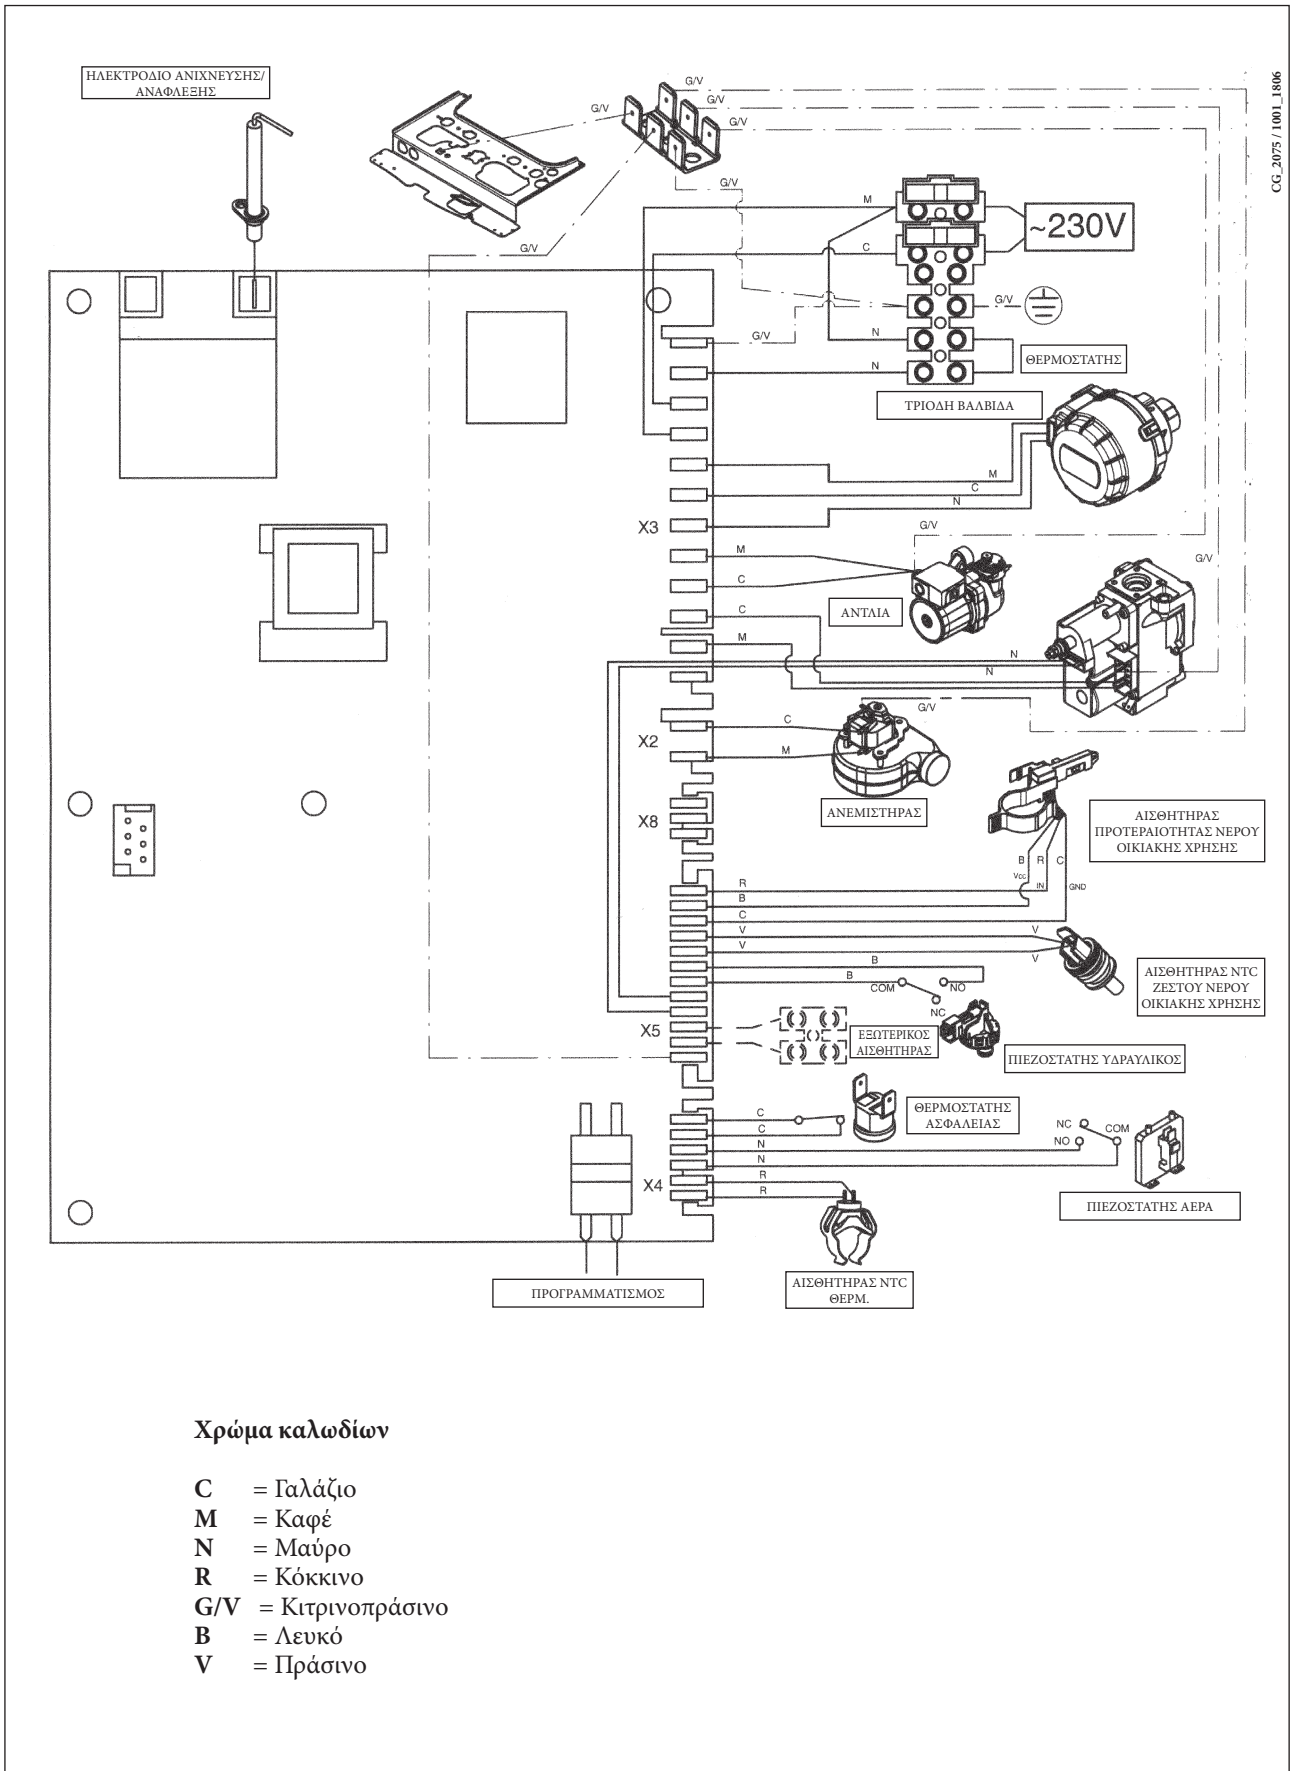 ΗΛΕΚΤΡΟΔΙΟ ΑΝΙΧΝΕΥΣΗΣ/
ΑΝΑΦΛΕΞΗΣ
CG_2075 / 1001_1806
G/V
G/V
G/V
G/V
G/V
G/V
M
C
~230V
G/V
G/V
N
N
ΘΕΡΜΟΣΤΑΤΗΣ
ΤΡΙΟΔΗ ΒΑΛΒΙΔΑ
M
C
N
X3
G/V
G/V
M
C
ΑΝΤΛΙΑ
C
M
N
N
G/V
X2
C
M
ΑΝΕΜΙΣΤΗΡΑΣ
X8
ΑΙΣΘΗΤΗΡΑΣ
ΠΡΟΤΕΡΑΙΟΤΗΤΑΣ ΝΕΡΟΥ
ΟΙΚΙΑΚΗΣ ΧΡΗΣΗΣ
B R C
Vcc
IN
GND
R
B
C
V
V
V
V
B
B
COM
NO
NC
ΑΙΣΘΗΤΗΡΑΣ NTC
ΖΕΣΤΟΥ ΝΕΡΟΥ
ΟΙΚΙΑΚΗΣ ΧΡΗΣΗΣ
X5
ΕΞΩΤΕΡΙΚΟΣ
ΑΙΣΘΗΤΗΡΑΣ
ΠΙΕΖΟΣΤΑΤΗΣ ΥΔΡΑΥΛΙΚΟΣ
C
C
N
N
R
R
ΘΕΡΜΟΣΤΑΤΗΣ
ΑΣΦΑΛΕΙΑΣ
NC
NO
COM
X4
ΠΙΕΖΟΣΤΑΤΗΣ ΑΕΡΑ
ΠΡΟΓΡΑΜΜΑΤΙΣΜΟΣ
ΑΙΣΘΗΤΗΡΑΣ NTC
ΘΕΡΜ.
Χρώμα καλωδίων
C = Γαλάζιο
M = Καφέ
N = Μαύρο
R = Κόκκινο
G/V = Κιτρινοπράσινο
B = Λευκό
V = Πράσινο